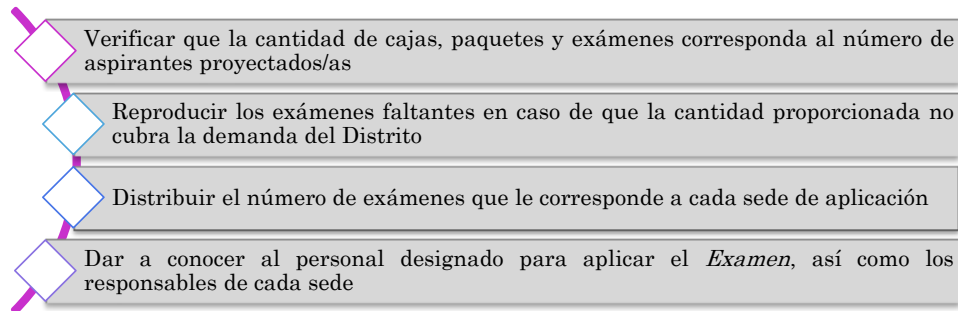 Verificar que la cantidad de cajas, paquetes y exámenes corresponda al número de
aspirantes proyectados/as
Reproducir los exámenes faltantes en caso de que la cantidad proporcionada no
cubra la demanda del Distrito
Distribuir el número de exámenes que le corresponde a cada sede de aplicación
Dar a conocer al personal designado para aplicar el Examen, así como los
responsables de cada sede